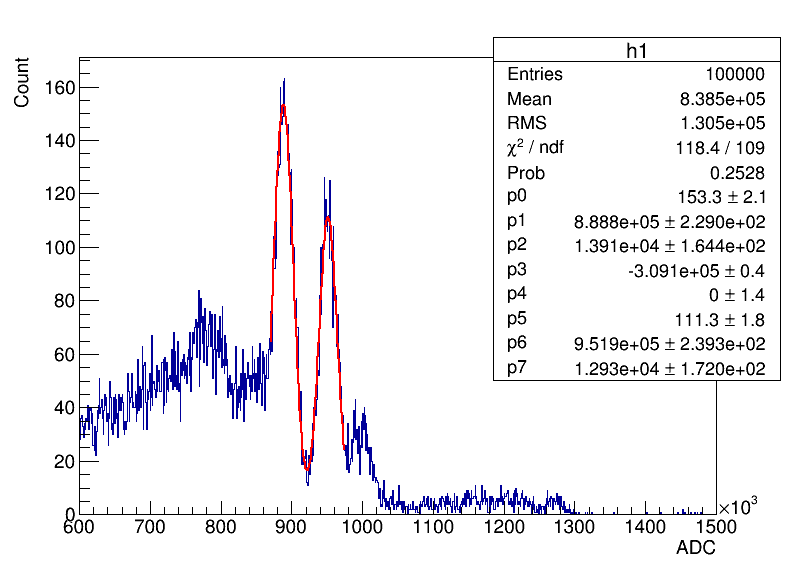 h1
Entries 100000
Mean 8.385e+05
RMS 1.305e+05
χ² / ndf 118.4 / 109
Prob 0.2528
p0 153.3 ± 2.1
p1 8.888e+05 ± 2.290e+02
p2 1.391e+04 ± 1.644e+02
p3 -3.091e+05 ± 0.4
p4 0 ± 1.4
p5 111.3 ± 1.8
p6 9.519e+05 ± 2.393e+02
p7 1.293e+04 ± 1.720e+02
Count
160
140
120
100
80
60
40
20
0
600 700 800 900 1000 1100 1200 1300 1400 1500
×10³
ADC